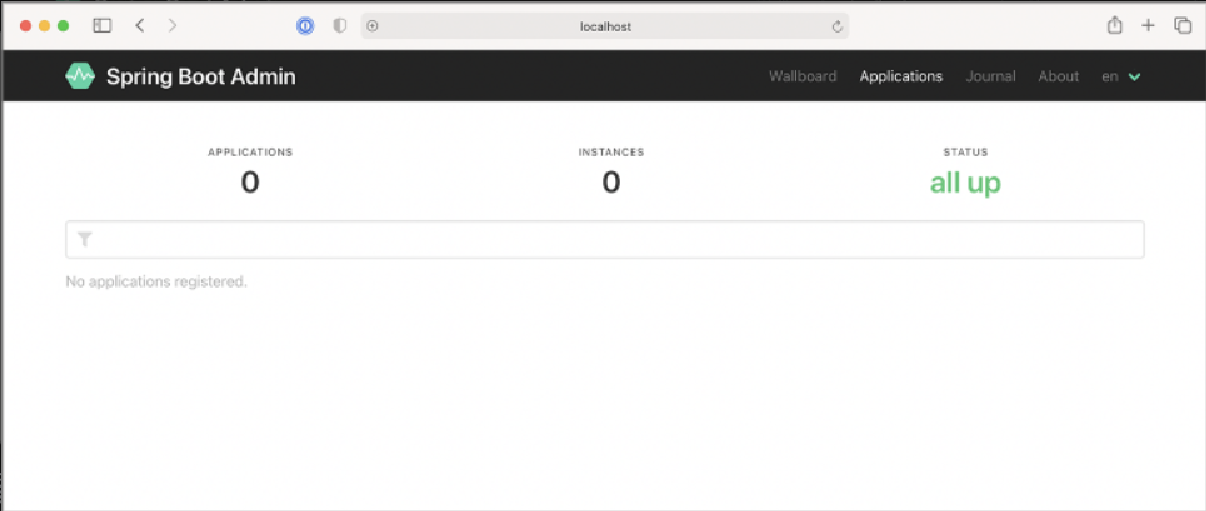 localhost
Spring Boot Admin Wallboard Applications Journal About en
APPLICATIONS INSTANCES STATUS
0 0 all up
No applications registered.